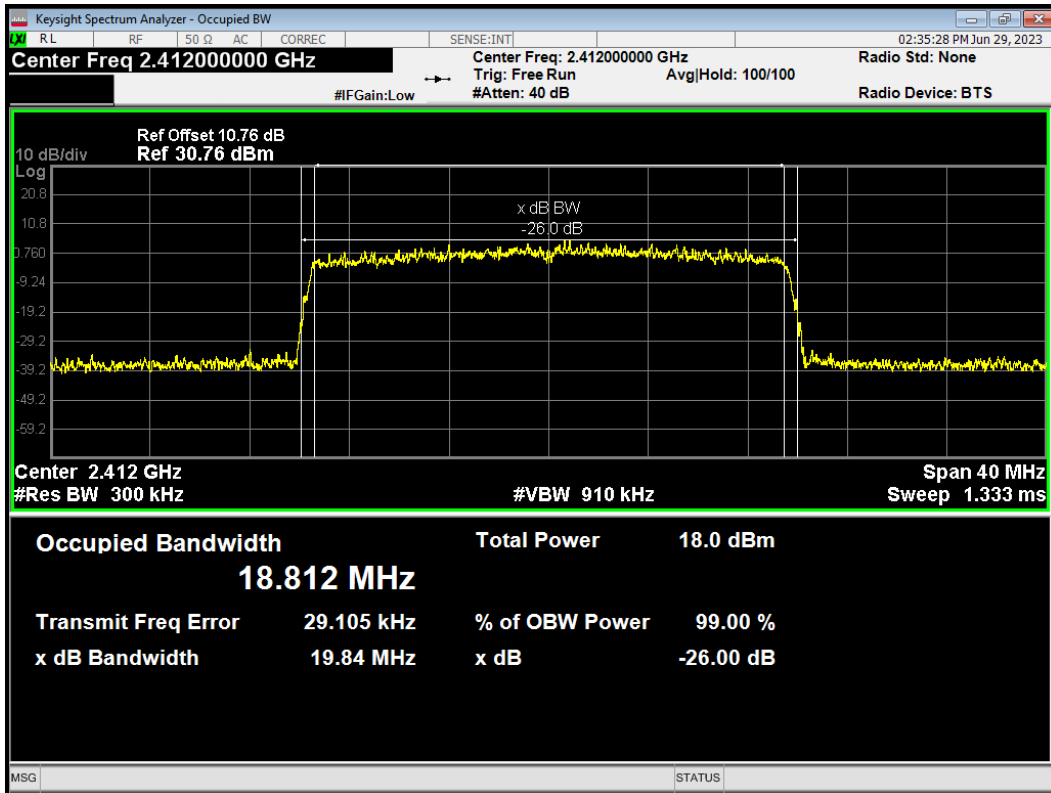 Keysight Spectrum Analyzer - Occupied BW
LXI RL RF 50 Ω AC CORREC SENSE:INT 02:35:28 PM Jun 29, 2023
Center Freq 2.412000000 GHz Center Freq: 2.412000000 GHz Radio Std: None
Trig: Free Run Avg|Hold: 100/100
#IFGain:Low #Atten: 40 dB Radio Device: BTS
Ref Offset 10.76 dB
10 dB/div Ref 30.76 dBm
Log
20.8
x dB BW
10.8
-26.0 dB
0.760
-9.24
-19.2
-29.2
-39.2
-49.2
-59.2
Center 2.412 GHz Span 40 MHz
#Res BW 300 kHz #VBW 910 kHz Sweep 1.333 ms
Occupied Bandwidth Total Power 18.0 dBm
18.812 MHz
Transmit Freq Error 29.105 kHz % of OBW Power 99.00 %
x dB Bandwidth 19.84 MHz x dB -26.00 dB
MSG STATUS